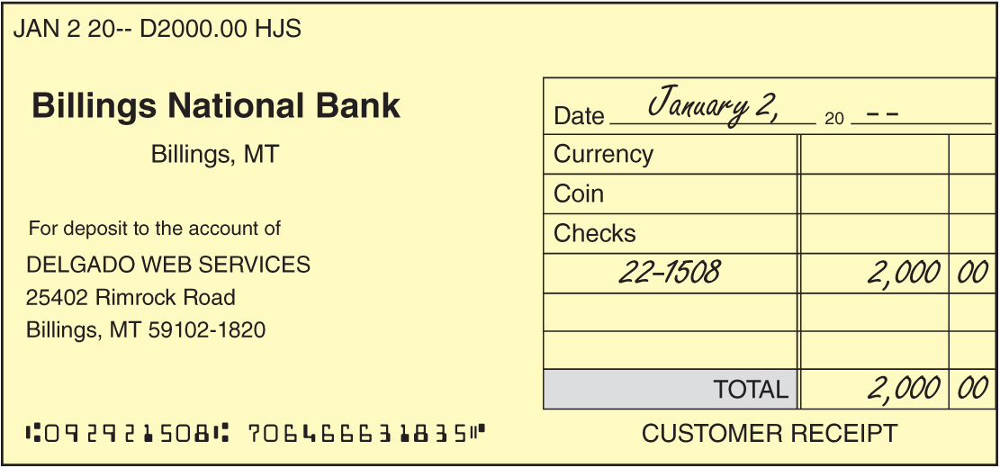 JAN 2 20-- D2000.00 HJS
Billings National Bank
Billings, MT
For deposit to the account of
DELGADO WEB SERVICES
25402 Rimrock Road
Billings, MT 59102-1820
⑆092921508⑆ 706466631835⑈
Date January 2, 20 --
Currency
Coin
Checks
22-1508 2,000 00
TOTAL 2,000 00
CUSTOMER RECEIPT